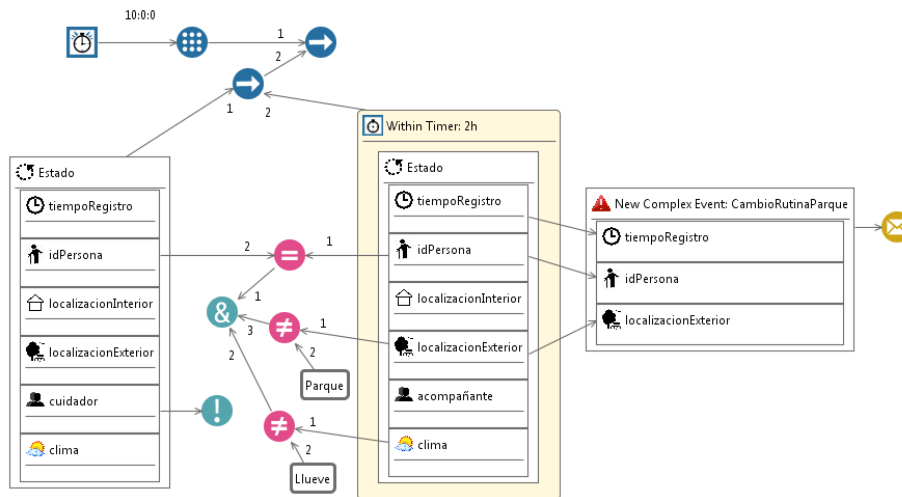 10:0:0
1
2
1
2
Within Timer: 2h
Estado
tiempoRegistro
idPersona
localizacionInterior
localizacionExterior
cuidador
clima
2
1
1
3
2
1
2
Parque
1
2
Llueve
Estado
tiempoRegistro
idPersona
localizacionInterior
localizacionExterior
acompañante
clima
New Complex Event: CambioRutinaParque
tiempoRegistro
idPersona
localizacionExterior